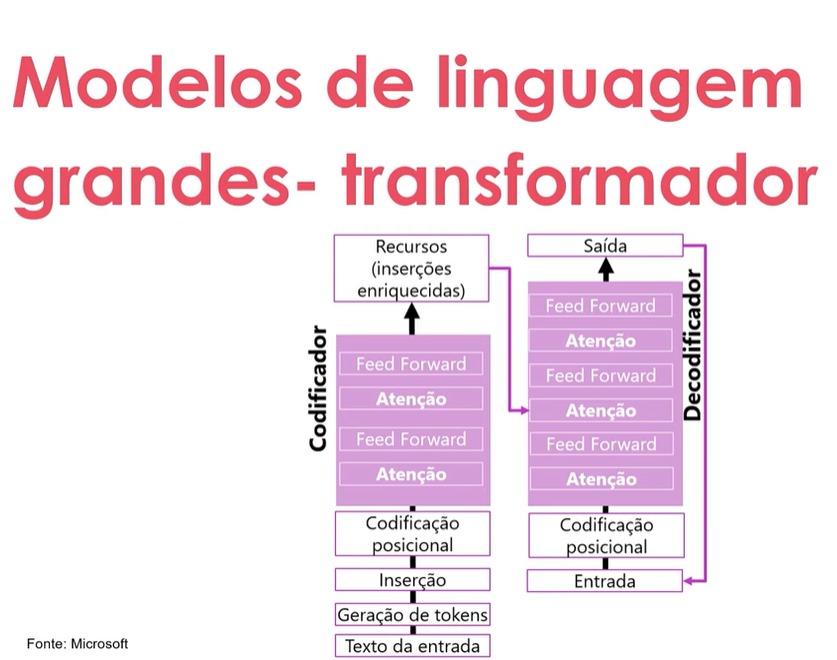 Modelos de linguagem
grandes- transformador
Recursos
(inserções
enriquecidas)
Codificador
Feed Forward
Atenção
Feed Forward
Atenção
Codificação
posicional
Inserção
Geração de tokens
Texto da entrada
Saída
Decodificador
Feed Forward
Atenção
Feed Forward
Atenção
Feed Forward
Atenção
Codificação
posicional
Entrada
Fonte: Microsoft